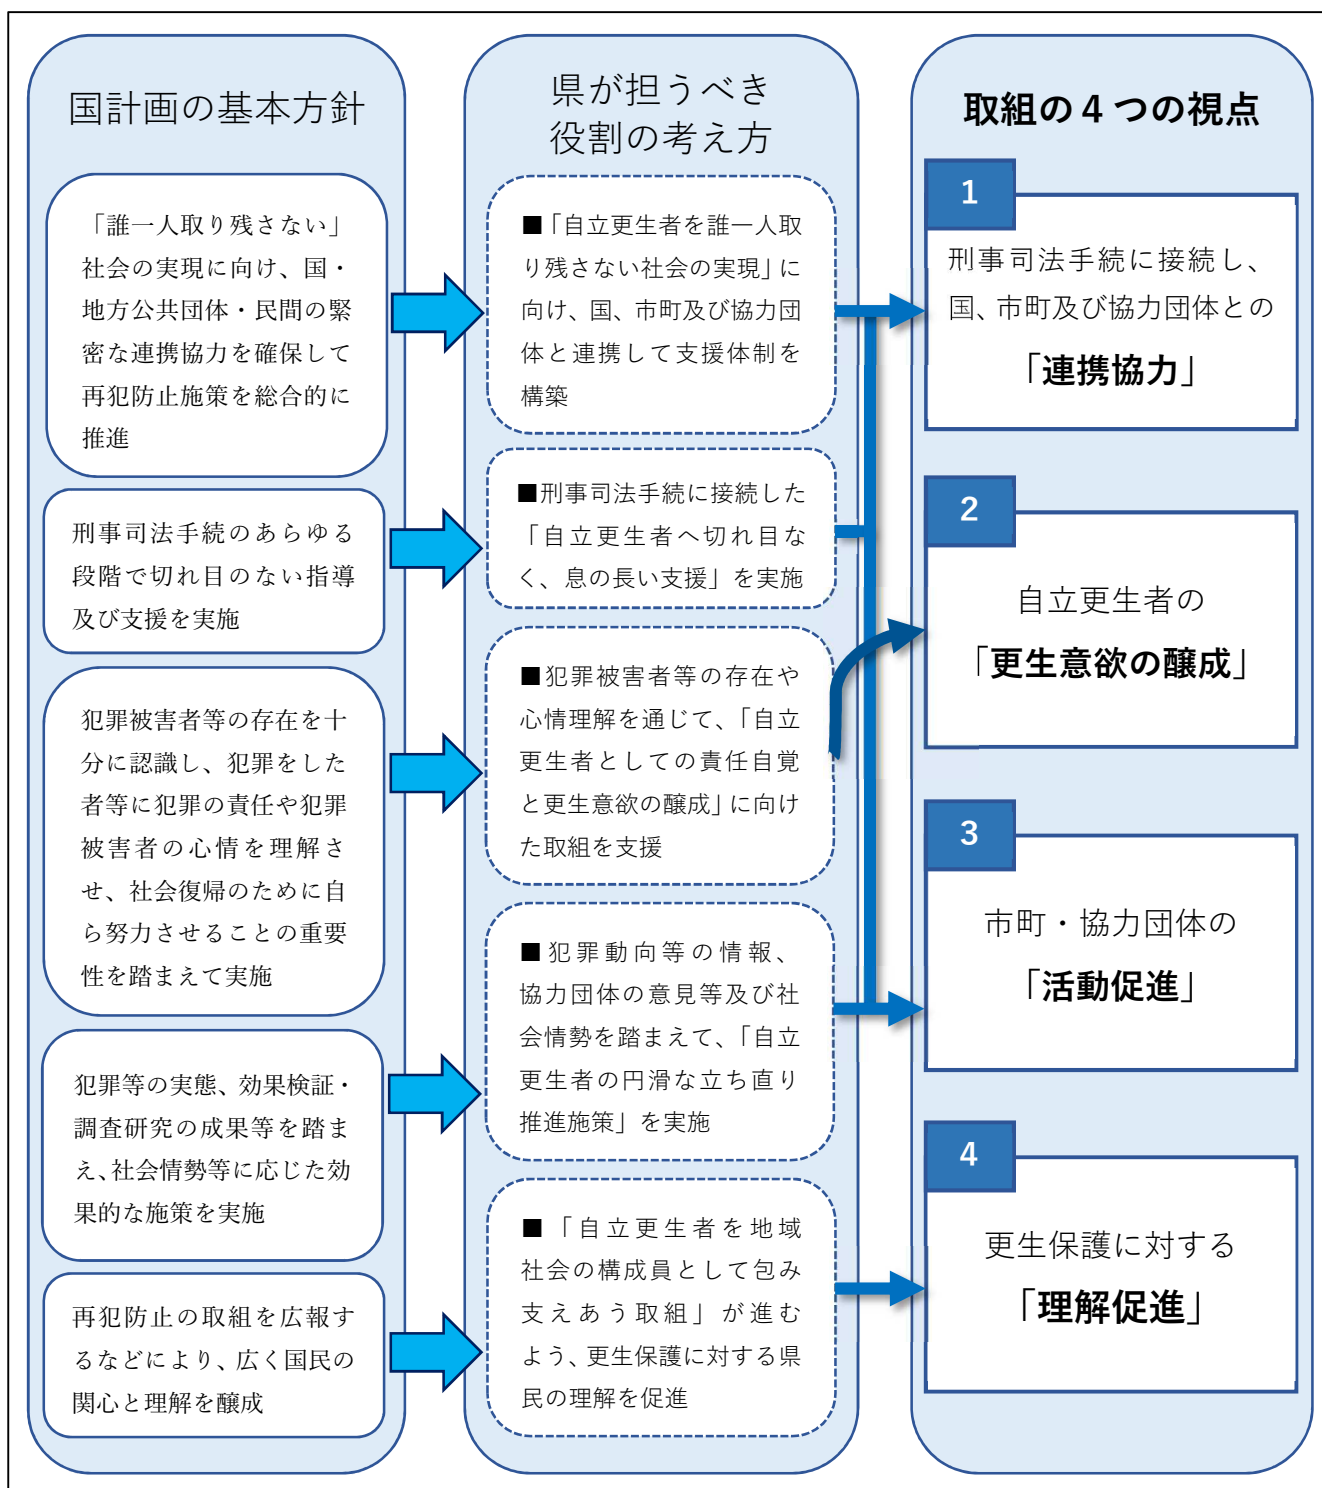 国計画の基本方針
「誰一人取り残さない」
社会の実現に向け、国・
地方公共団体・民間の緊
密な連携協力を確保して
再犯防止施策を総合的に
推進
刑事司法手続のあらゆる
段階で切れ目のない指導
及び支援を実施
犯罪被害者等の存在を十
分に認識し、犯罪をした
者等に犯罪の責任や犯罪
被害者の心情を理解さ
せ、社会復帰のために自
ら努力させることの重要
性を踏まえて実施
犯罪等の実態、効果検証・
調査研究の成果等を踏ま
え、社会情勢等に応じた効
果的な施策を実施
再犯防止の取組を広報す
るなどにより、広く国民の
関心と理解を醸成
県が担うべき
役割の考え方
■「自立更生者を誰一人取
り残さない社会の実現」に
向け、国、市町及び協力団
体と連携して支援体制を
構築
■刑事司法手続に接続した
「自立更生者へ切れ目な
く、息の長い支援」を実施
■犯罪被害者等の存在や
心情理解を通じて、「自立
更生者としての責任自覚
と更生意欲の醸成」に向け
た取組を支援
■犯罪動向等の情報、
協力団体の意見等及び社
会情勢を踏まえて、「自立
更生者の円滑な立ち直り
推進施策」を実施
■「自立更生者を地域
社会の構成員として包み
支えあう取組」が進む
よう、更生保護に対する県
民の理解を促進
取組の４つの視点
1
刑事司法手続に接続し、
国、市町及び協力団体との
「連携協力」
2
自立更生者の
「更生意欲の醸成」
3
市町・協力団体の
「活動促進」
4
更生保護に対する
「理解促進」